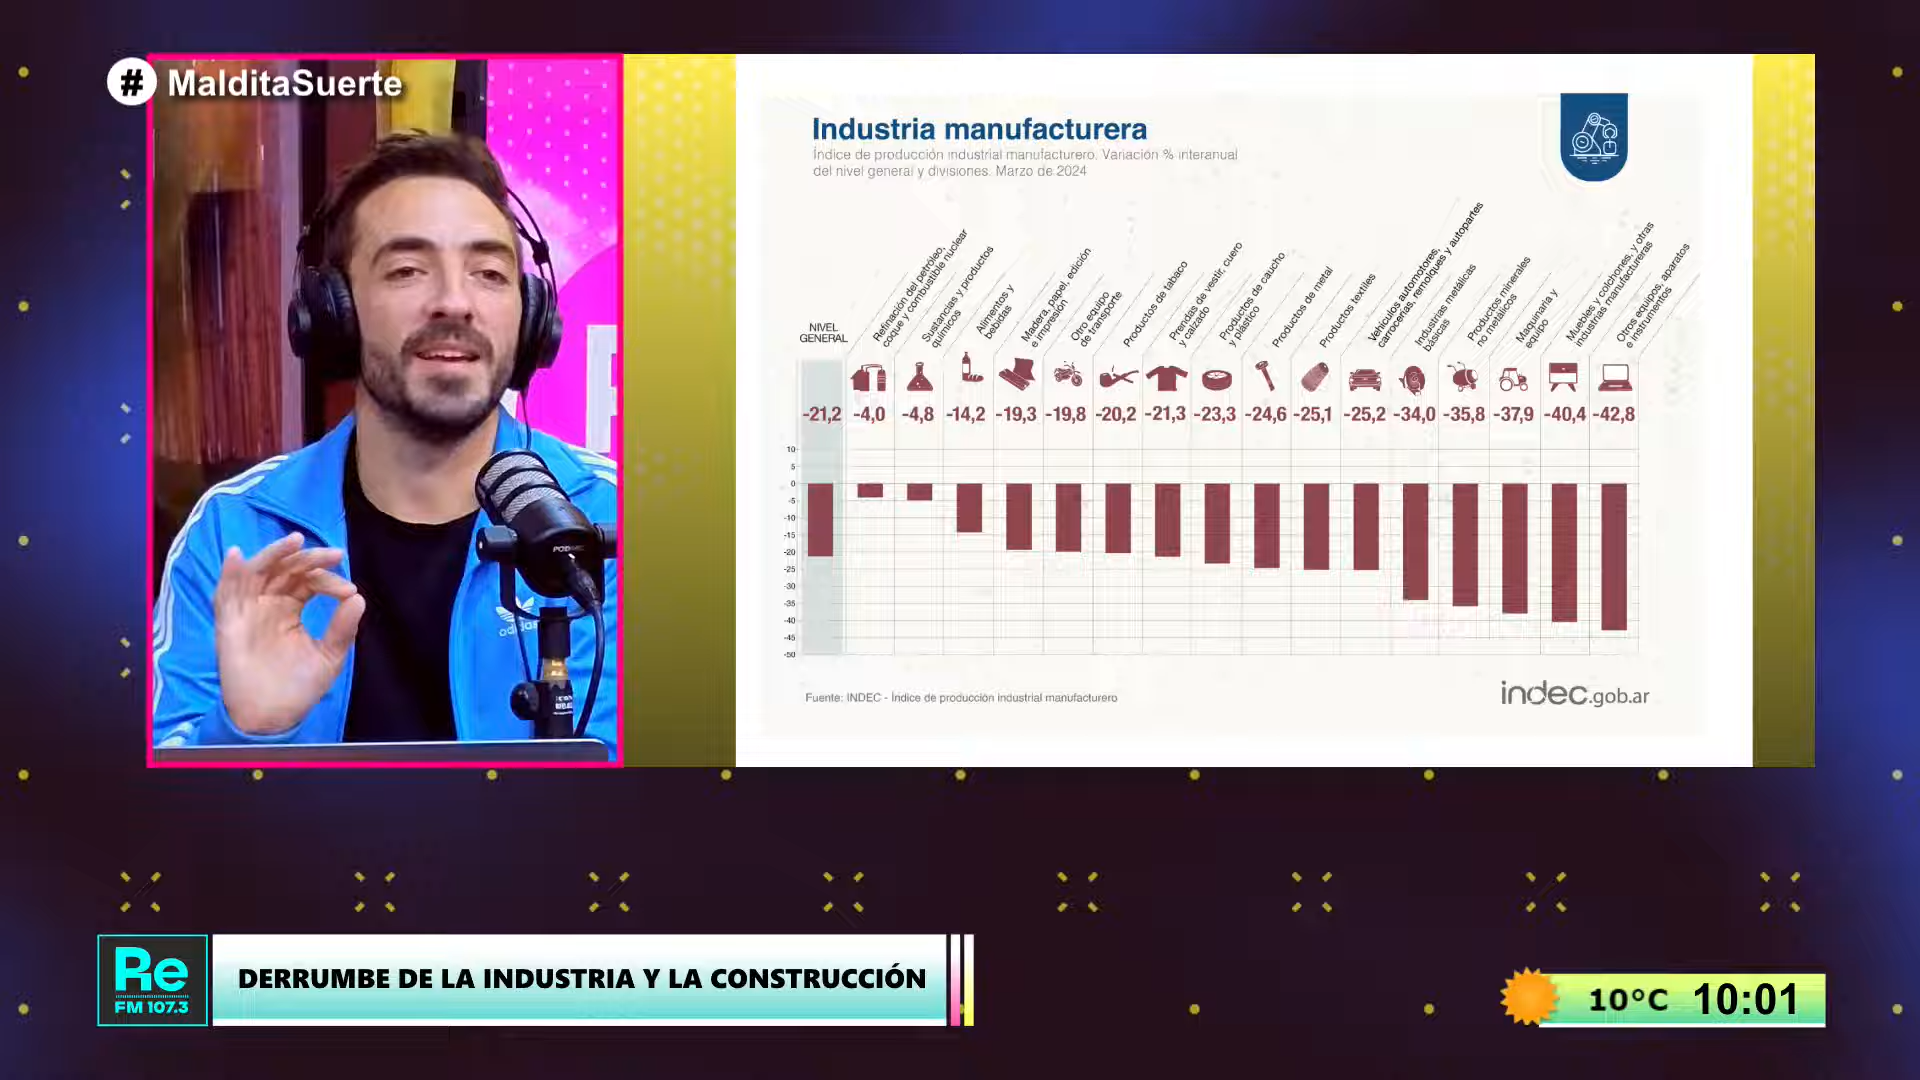 # MalditaSuerte
Industria manufacturera
Índice de producción industrial manufacturero. Variación % interanual
del nivel general y divisiones. Marzo de 2024
NIVEL
GENERAL
Refinación del petróleo,
coque y combustible nuclear
Sustancias y productos
químicos
Alimentos y
bebidas
Madera, papel, edición
e impresión
Otro equipo
de transporte
Productos de tabaco
Prendas de vestir, cuero
y calzado
Productos de caucho
y plástico
Productos de metal
Productos textiles
Vehículos automotores,
carrocerías, remolques y autopartes
Industrias metálicas
básicas
Productos minerales
no metálicos
Maquinaria y
equipo
Muebles y colchones, y otras
industrias manufactureras
Otros equipos, aparatos
e instrumentos
-21,2 -4,0 -4,8 -14,2 -19,3 -19,8 -20,2 -21,3 -23,3 -24,6 -25,1 -25,2 -34,0 -35,8 -37,9 -40,4 -42,8
10
5
0
-5
-10
-15
-20
-25
-30
-35
-40
-45
-50
Fuente: INDEC - Índice de producción industrial manufacturero
indec.gob.ar
adidas
Re
FM 107.3
DERRUMBE DE LA INDUSTRIA Y LA CONSTRUCCIÓN
10°C 10:01